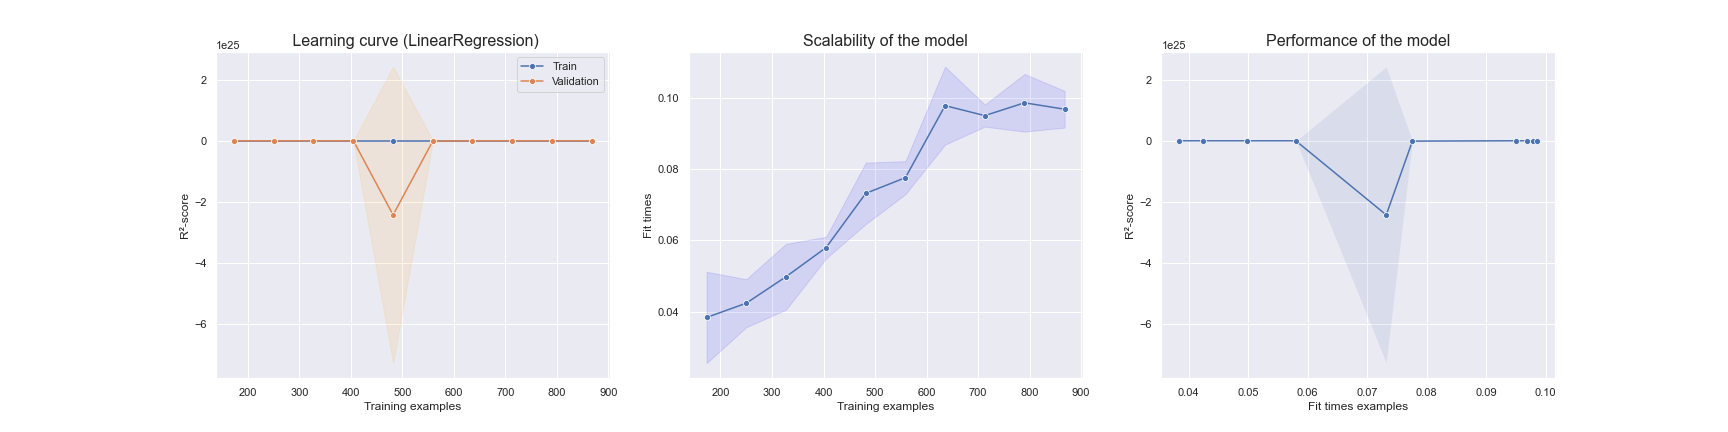 Learning curve (LinearRegression)
1e25
Train
Validation
2
0
−2
−4
−6
R²-score
200 300 400 500 600 700 800 900
Training examples
Scalability of the model
0.10
0.08
0.06
0.04
Fit times
200 300 400 500 600 700 800 900
Training examples
Performance of the model
1e25
2
0
−2
−4
−6
R²-score
0.04 0.05 0.06 0.07 0.08 0.09 0.10
Fit times examples